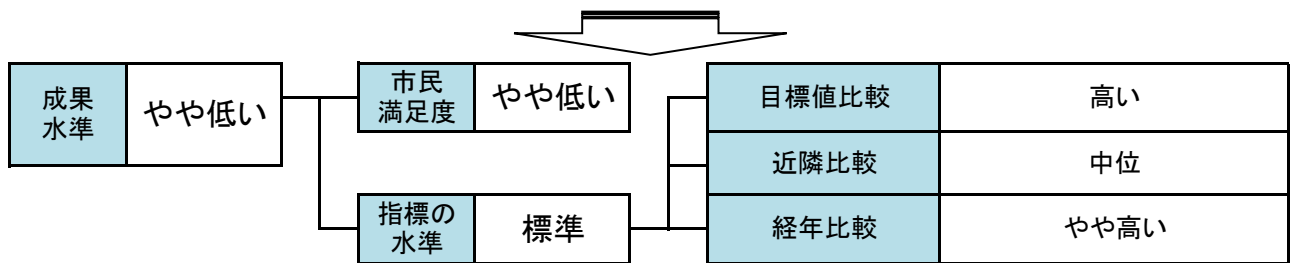 成果
水準
やや低い
市民
満足度
やや低い
指標の
水準
標準
目標値比較
高い
近隣比較
中位
経年比較
やや高い